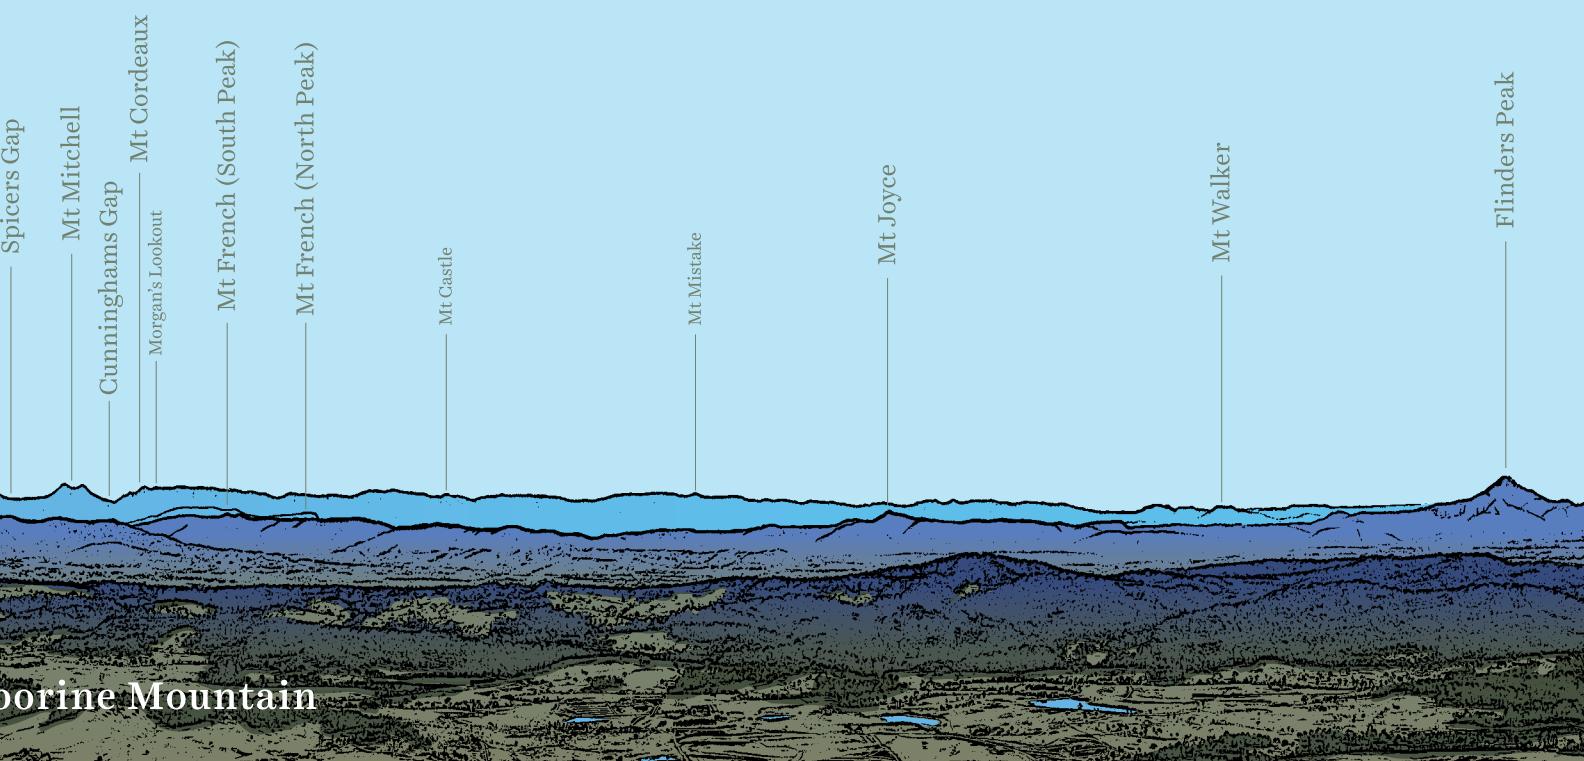 Spicers Gap
Mt Mitchell
Cunninghams Gap
Mt Cordeaux
Morgan's Lookout
Mt French (South Peak)
Mt French (North Peak)
Mt Castle
Mt Mistake
Mt Joyce
Mt Walker
Flinders Peak
borine Mountain